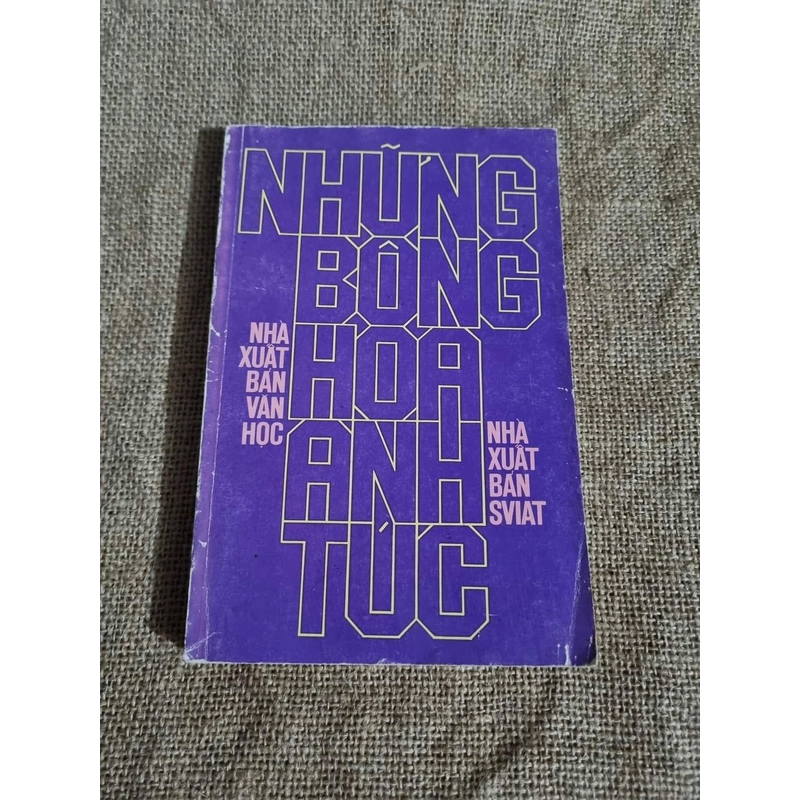 NHỮNG
BÔNG
HOA
ANH
TÚC
NHÀ
XUẤT
BẢN
VĂN
HỌC
NHÀ
XUẤT
BẢN
SVIAT